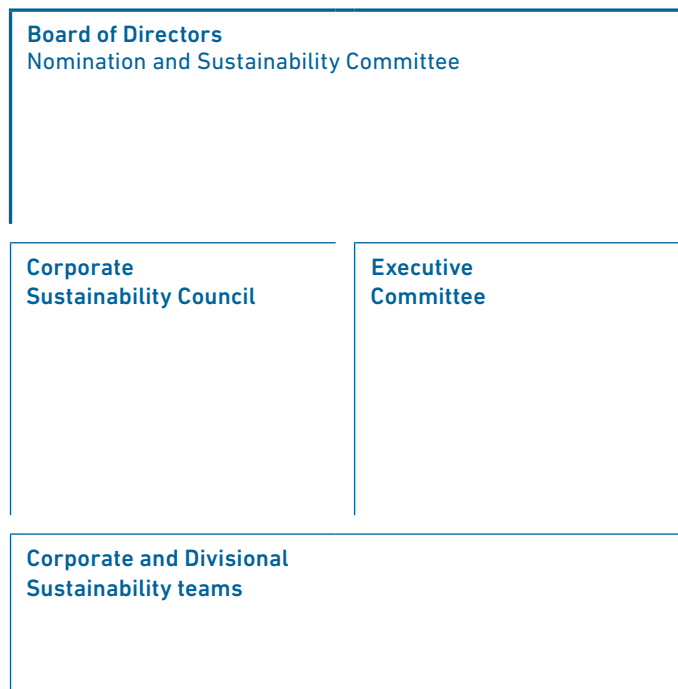 Board of Directors
Nomination and Sustainability Committee
Corporate
Sustainability Council
Executive
Committee
Corporate and Divisional
Sustainability teams